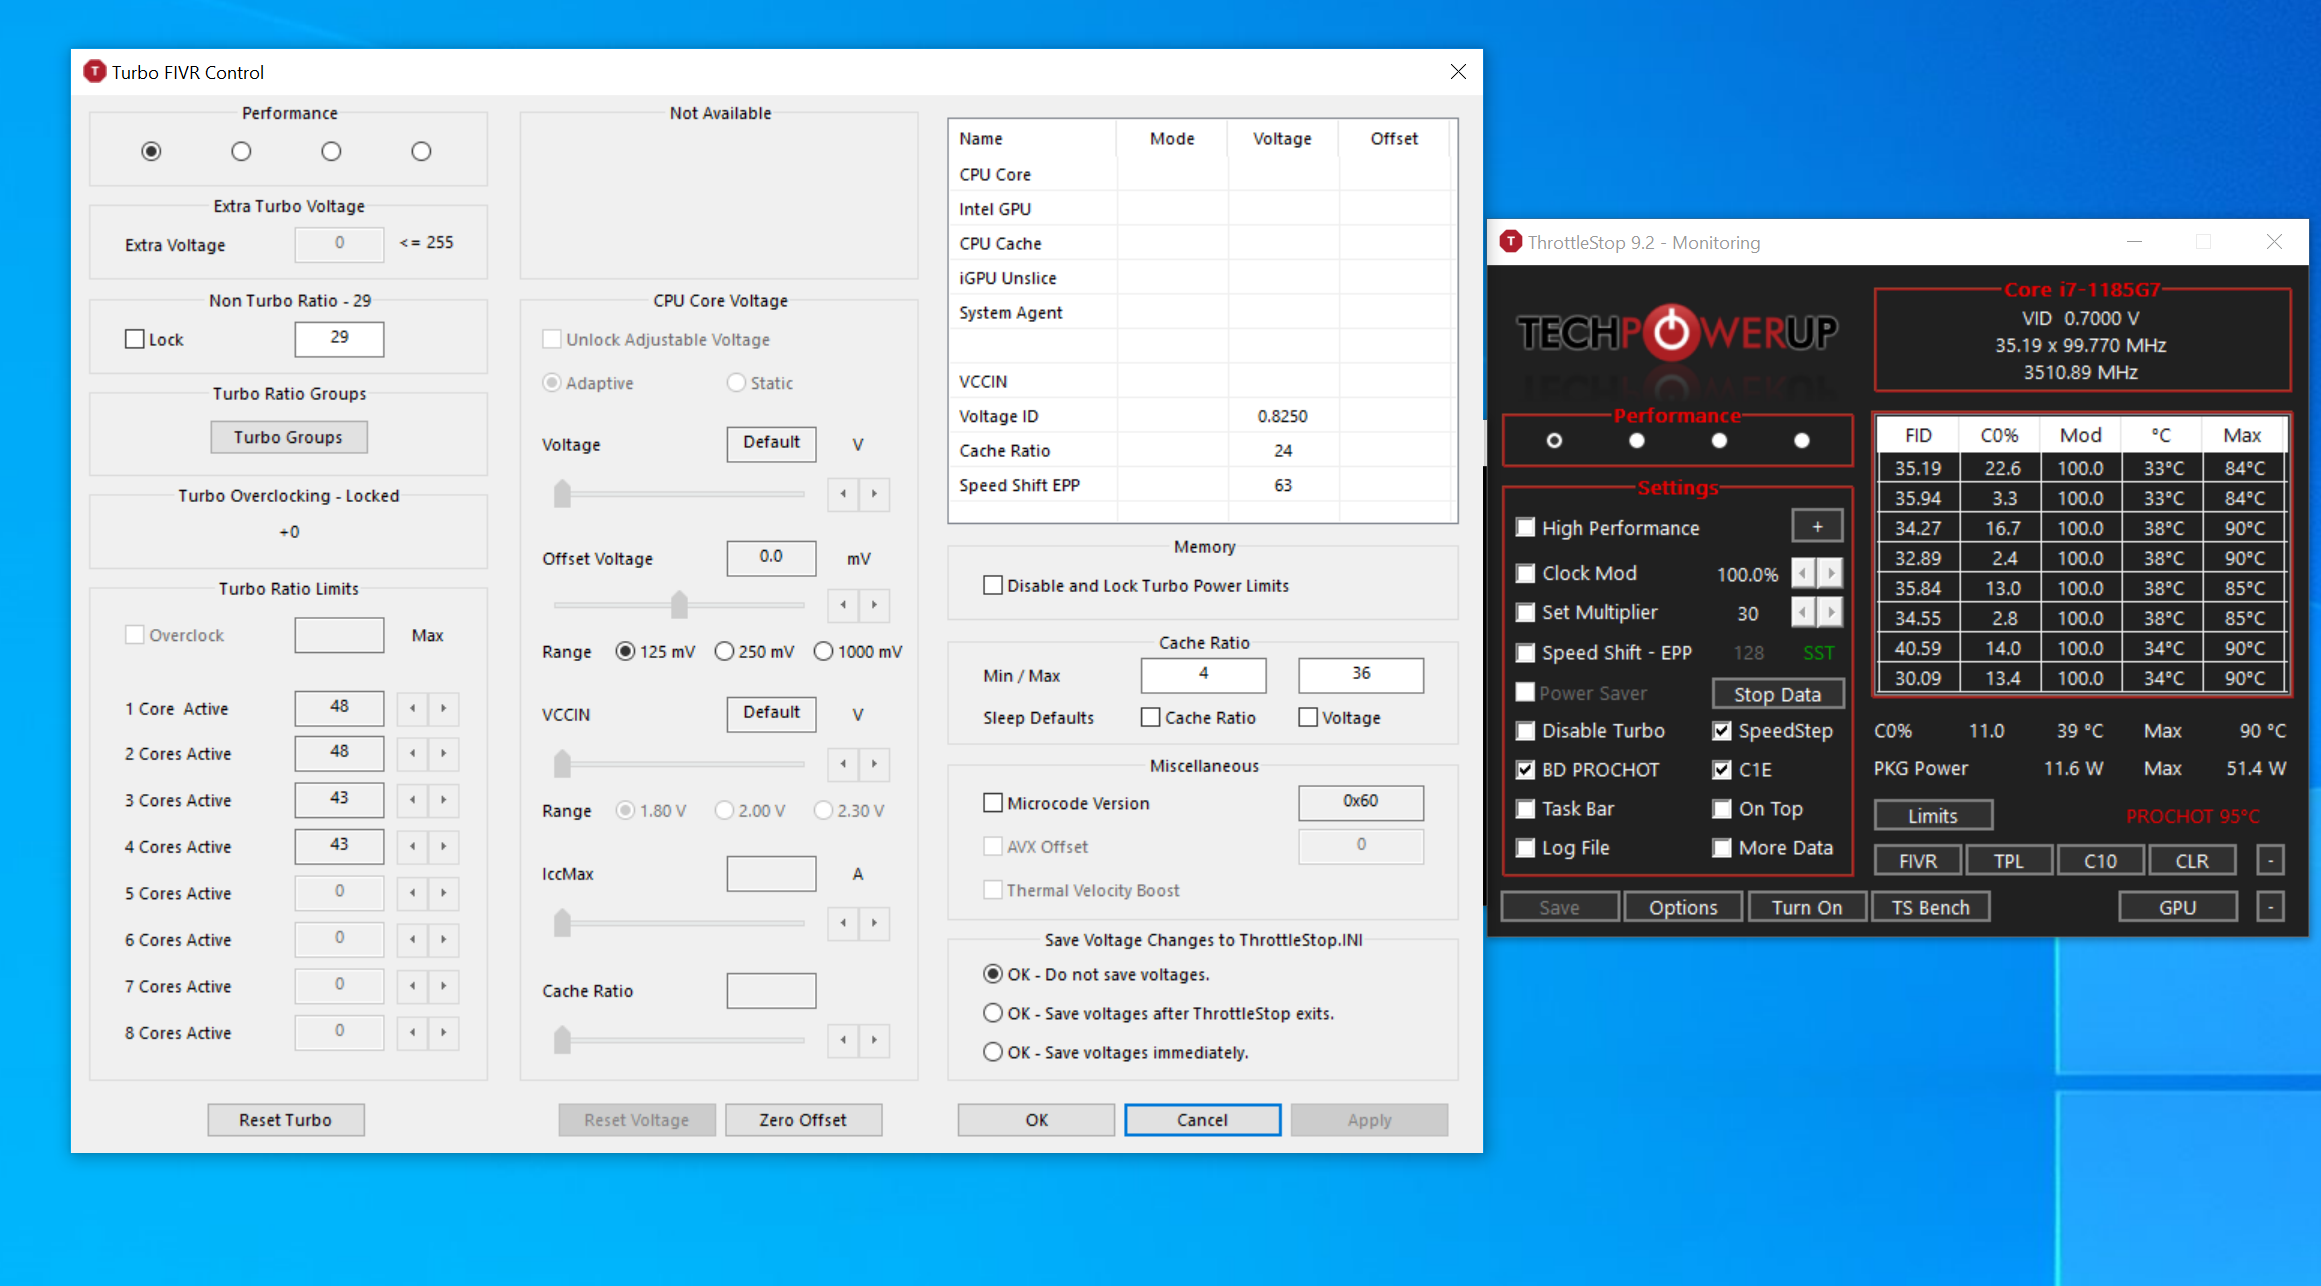 Turbo FIVR Control
Performance
Extra Turbo Voltage
Extra Voltage 0 <= 255
Non Turbo Ratio - 29
Lock 29
Turbo Ratio Groups
Turbo Groups
Turbo Overclocking - Locked
+0
Turbo Ratio Limits
Overclock Max
1 Core Active 48
2 Cores Active 48
3 Cores Active 43
4 Cores Active 43
5 Cores Active 0
6 Cores Active 0
7 Cores Active 0
8 Cores Active 0
Reset Turbo
Not Available
CPU Core Voltage
Unlock Adjustable Voltage
Adaptive Static
Voltage Default V
Offset Voltage 0.0 mV
Range 125 mV 250 mV 1000 mV
VCCIN Default V
Range 1.80 V 2.00 V 2.30 V
IccMax A
Cache Ratio
Reset Voltage Zero Offset
Name Mode Voltage Offset
CPU Core
Intel GPU
CPU Cache
iGPU Unslice
System Agent
VCCIN
Voltage ID 0.8250
Cache Ratio 24
Speed Shift EPP 63
Memory
Disable and Lock Turbo Power Limits
Cache Ratio
Min / Max 4 36
Sleep Defaults Cache Ratio Voltage
Miscellaneous
Microcode Version 0x60
AVX Offset 0
Thermal Velocity Boost
Save Voltage Changes to ThrottleStop.INI
OK - Do not save voltages.
OK - Save voltages after ThrottleStop exits.
OK - Save voltages immediately.
OK Cancel Apply
ThrottleStop 9.2 - Monitoring
TECHPOWERUP
Performance
Settings
High Performance +
Clock Mod 100.0%
Set Multiplier 30
Speed Shift - EPP 128 SST
Power Saver Stop Data
Disable Turbo SpeedStep
BD PROCHOT C1E
Task Bar On Top
Log File More Data
Save Options Turn On TS Bench
Core i7-1185G7
VID 0.7000 V
35.19 x 99.770 MHz
3510.89 MHz
FID C0% Mod °C Max
35.19 22.6 100.0 33°C 84°C
35.94 3.3 100.0 33°C 84°C
34.27 16.7 100.0 38°C 90°C
32.89 2.4 100.0 38°C 90°C
35.84 13.0 100.0 38°C 85°C
34.55 2.8 100.0 38°C 85°C
40.59 14.0 100.0 34°C 90°C
30.09 13.4 100.0 34°C 90°C
C0% 11.0 39 °C Max 90 °C
PKG Power 11.6 W Max 51.4 W
Limits PROCHOT 95°C
FIVR TPL C10 CLR -
GPU -